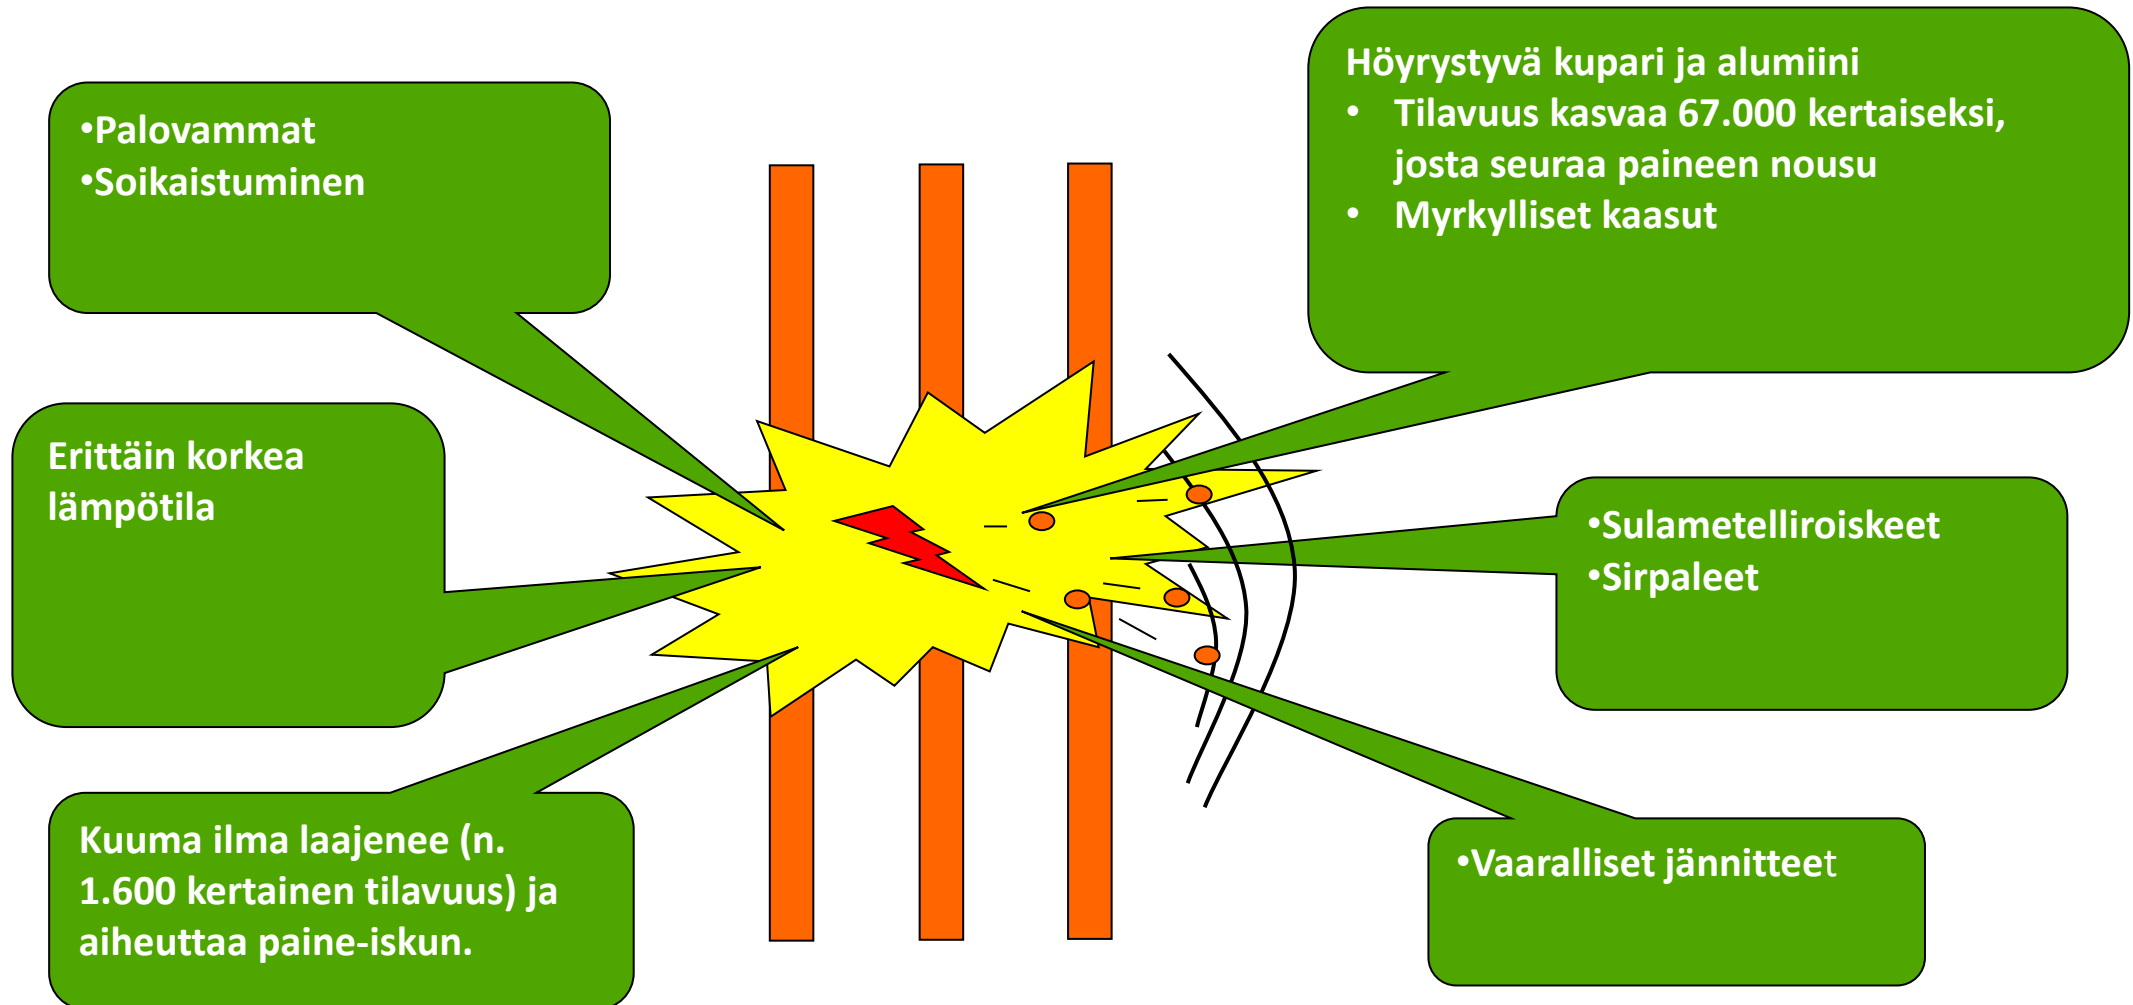 •Palovammat
•Soikaistuminen
Höyrystyvä kupari ja alumiini
• Tilavuus kasvaa 67.000 kertaiseksi,
josta seuraa paineen nousu
• Myrkylliset kaasut
Erittäin korkea
lämpötila
•Sulametelliroiskeet
•Sirpaleet
Kuuma ilma laajenee (n.
1.600 kertainen tilavuus) ja
aiheuttaa paine-iskun.
•Vaaralliset jännitteet